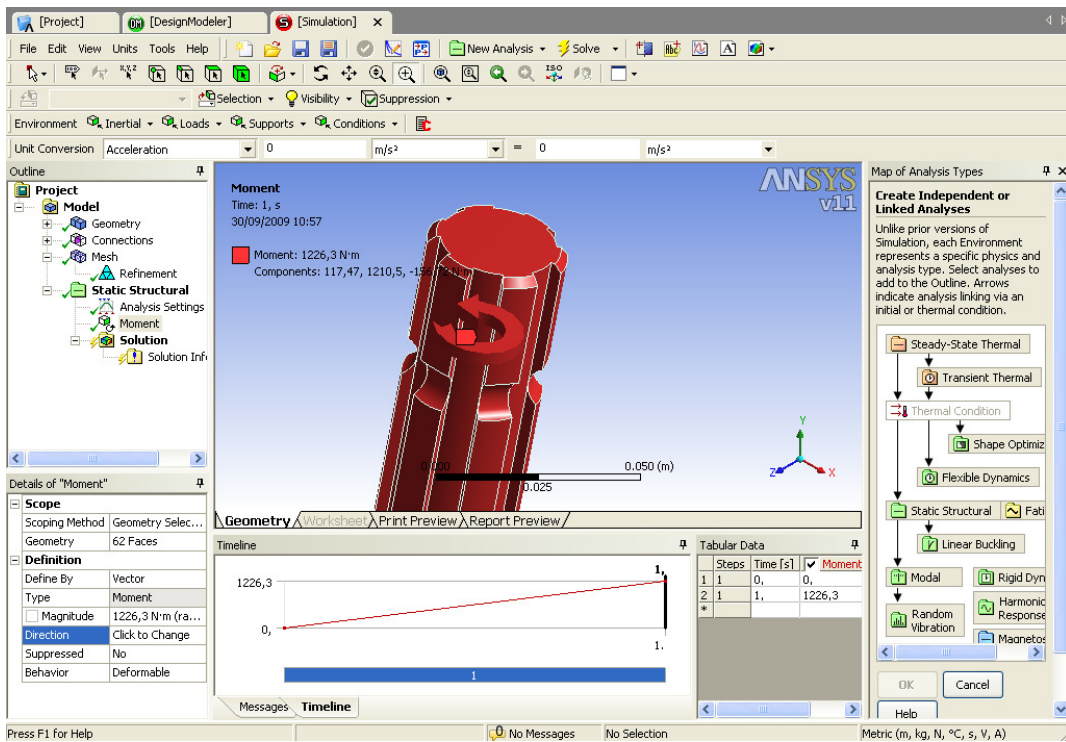 [Project] [DesignModeler] [Simulation]
File Edit View Units Tools Help New Analysis Solve
Selection Visibility Suppression
Environment Inertial Loads Supports Conditions
Unit Conversion Acceleration 0 m/s² = 0 m/s²
Outline
Project
Model
Geometry
Connections
Mesh
Refinement
Static Structural
Analysis Settings
Moment
Solution
Solution Inf
Details of "Moment"
Scope
Scoping Method Geometry Selec...
Geometry 62 Faces
Definition
Define By Vector
Type Moment
Magnitude 1226,3 N·m (ra...
Direction Click to Change
Suppressed No
Behavior Deformable
Moment
Time: 1, s
30/09/2009 10:57
Moment: 1226,3 N·m
Components: 117,47, 1210,5, N·m
ANSYS
v11
0.000 0.050 (m)
0.025
Y
Z X
Geometry Worksheet Print Preview Report Preview
Timeline
1,
1226,3
0,
1.
1
Messages Timeline
Tabular Data
Steps Time [s] Moment
1 1 0, 0,
2 1 1, 1226,3
*
Map of Analysis Types
Create Independent or
Linked Analyses
Unlike prior versions of
Simulation, each Environment
represents a specific physics and
analysis type. Select analyses to
add to the Outline. Arrows
indicate analysis linking via an
initial or thermal condition.
Steady-State Thermal
Transient Thermal
Thermal Condition
Shape Optimiz
Flexible Dynamics
Static Structural Fati
Linear Buckling
Modal Rigid Dyn
Random
Vibration
Harmonic
Response
Magnetos
OK Cancel
Help
Press F1 for Help No Messages No Selection Metric (m, kg, N, °C, s, V, A)